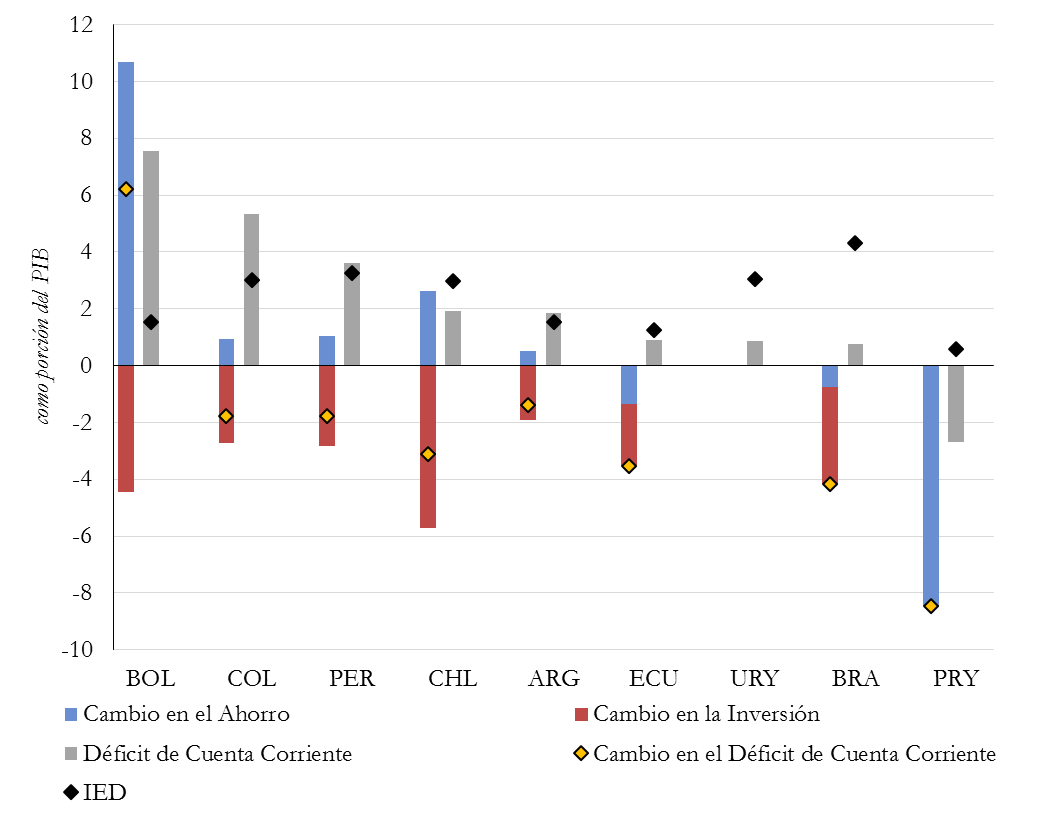 12
10
8
6
4
2
0
-2
-4
-6
-8
-10
como porción del PIB
BOL COL PER CHL ARG ECU URY BRA PRY
Cambio en el Ahorro
Cambio en la Inversión
Déficit de Cuenta Corriente
Cambio en el Déficit de Cuenta Corriente
IED